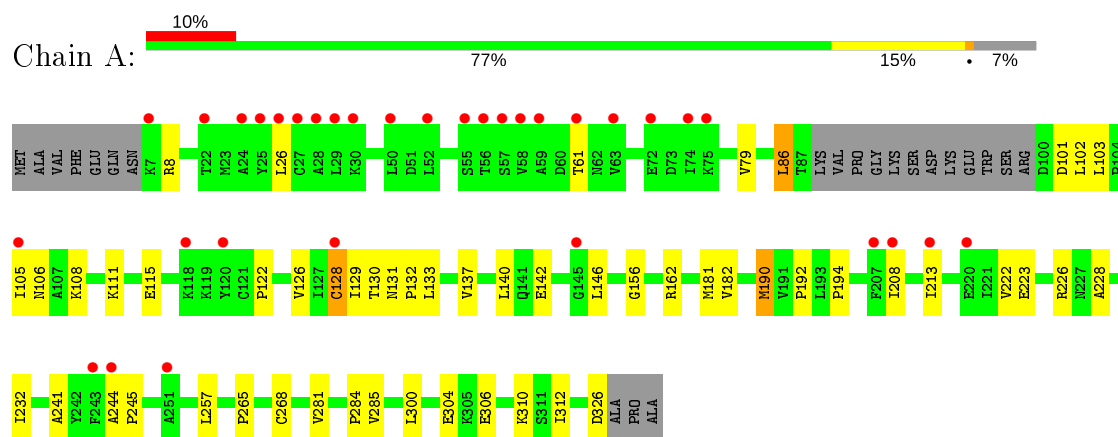 10%
Chain A:
77% 15% • 7%
MET ALA VAL PHE GLU GLN ASN K7 R8 T22 M23 A24 Y25 L26 C27 A28 L29 K30 L50 D51 L52 S55 T56 S57 V58 A59 D60 T61 N62 V63 E72 D73 I74 K75 V79 L86 T87 LYS VAL PRO GLY LYS SER ASP LYS GLU TRP SER ARG D100 D101 L102 L103
I105 N106 A107 K108 K111 E115 K118 K119 Y120 C121 P122 V126 I127 C128 I129 T130 N131 P132 L133 V137 L140 Q141 E142 G145 L146 G156 R162 M181 V182 M190 V191 P192 L193 P194 F207 I208 I213 E220 I221 V222 E223 R226 N227 A228
I232 A241 Y242 F243 A244 P245 A251 L257 P265 C268 V281 P284 V285 L300 E304 K305 E306 K310 S311 I312 D326 ALA PRO ALA